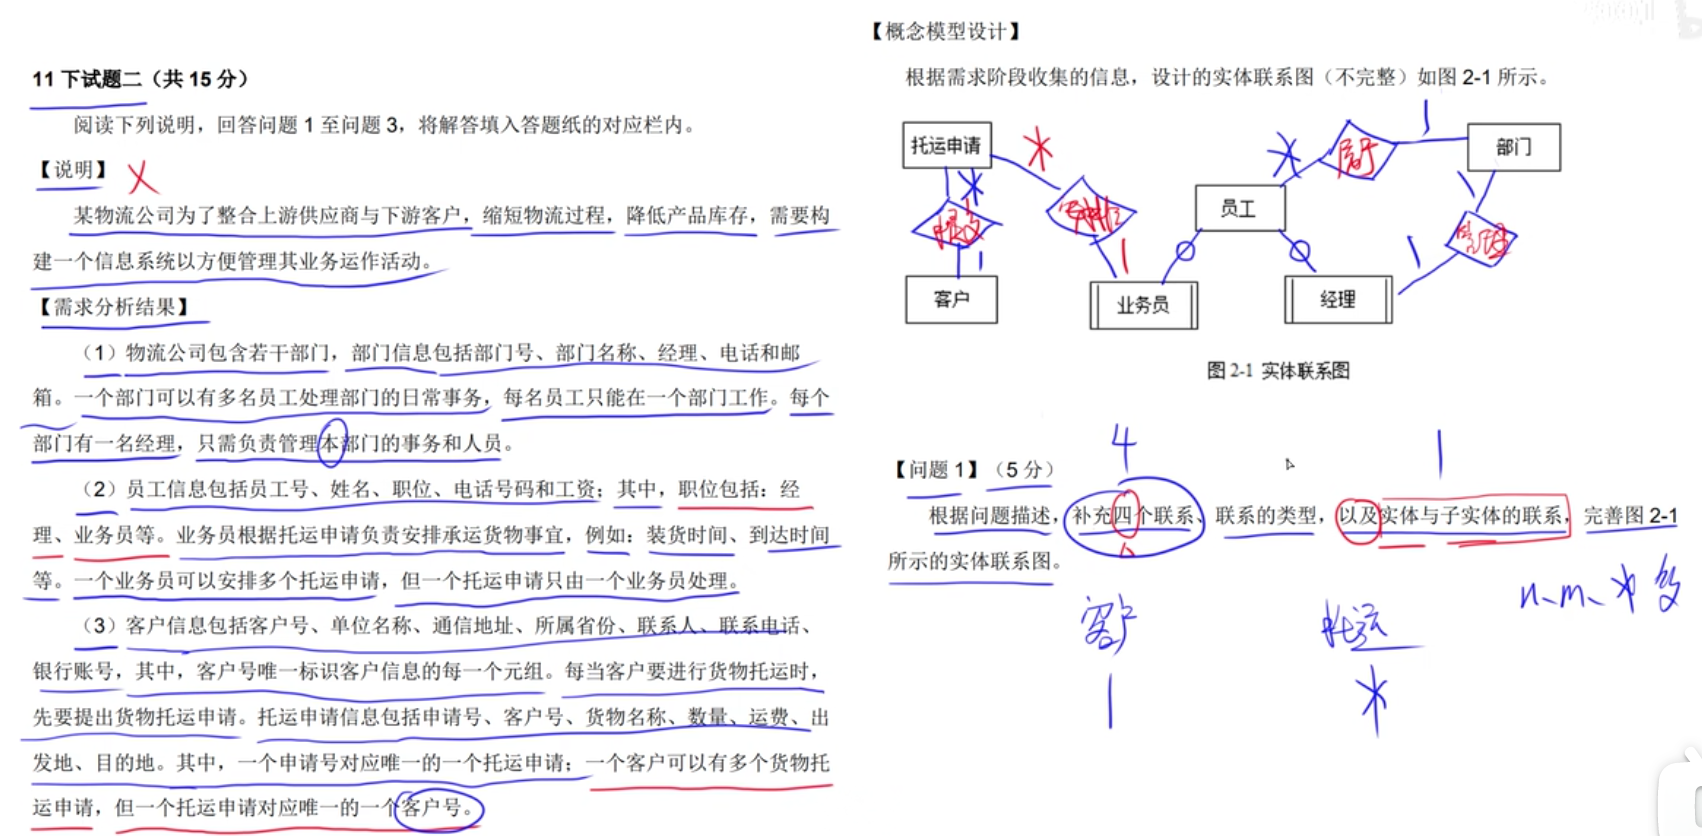 11 下试题二（共 15 分）
阅读下列说明，回答问题 1 至问题 3，将解答填入答题纸的对应栏内。
【说明】
某物流公司为了整合上游供应商与下游客户，缩短物流过程，降低产品库存，需要构
建一个信息系统以方便管理其业务运作活动。
【需求分析结果】
（1）物流公司包含若干部门，部门信息包括部门号、部门名称、经理、电话和邮
箱。一个部门可以有多名员工处理部门的日常事务，每名员工只能在一个部门工作。每个
部门有一名经理，只需负责管理本部门的事务和人员。
（2）员工信息包括员工号、姓名、职位、电话号码和工资；其中，职位包括：经
理、业务员等。业务员根据托运申请负责安排承运货物事宜，例如：装货时间、到达时间
等。一个业务员可以安排多个托运申请，但一个托运申请只由一个业务员处理。
（3）客户信息包括客户号、单位名称、通信地址、所属省份、联系人、联系电话、
银行账号，其中，客户号唯一标识客户信息的每一个元组。每当客户要进行货物托运时，
先要提出货物托运申请。托运申请信息包括申请号、客户号、货物名称、数量、运费、出
发地、目的地。其中，一个申请号对应唯一的一个托运申请；一个客户可以有多个货物托
运申请，但一个托运申请对应唯一的一个客户号。
【概念模型设计】
根据需求阶段收集的信息，设计的实体联系图（不完整）如图 2-1 所示。
1
托运申请 * * 属于 部门
* 员工 1
管理
1 1 1
客户 业务员 经理
图 2-1 实体联系图
4 1
【问题 1】（5 分）
根据问题描述，补充四个联系、联系的类型，以及实体与子实体的联系，完善图 2-1
所示的实体联系图。
n、m、* 多
客户 托运
1 *